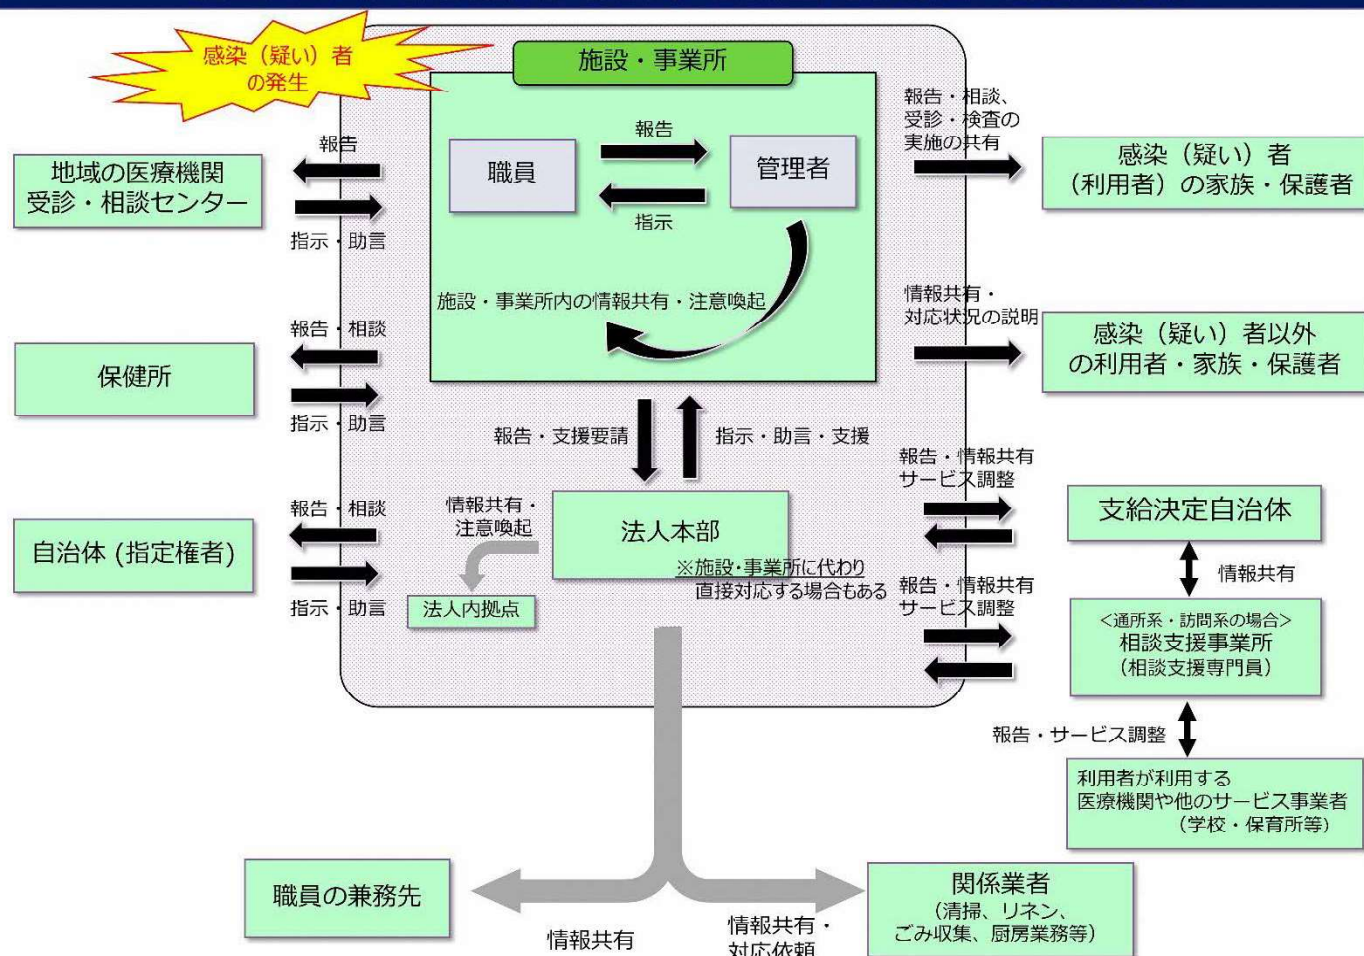 感染（疑い）者
の発生
施設・事業所
職員
報告
指示
管理者
施設・事業所内の情報共有・注意喚起
報告
地域の医療機関
受診・相談センター
指示・助言
報告・相談
保健所
指示・助言
報告・相談
自治体 (指定権者)
指示・助言
報告・支援要請
指示・助言・支援
情報共有・
注意喚起
法人本部
※施設・事業所に代わり
直接対応する場合もある
法人内拠点
報告・相談、
受診・検査の
実施の共有
感染（疑い）者
（利用者）の家族・保護者
情報共有・
対応状況の説明
感染（疑い）者以外
の利用者・家族・保護者
報告・情報共有
サービス調整
支給決定自治体
情報共有
報告・情報共有
サービス調整
＜通所系・訪問系の場合＞
相談支援事業所
（相談支援専門員）
報告・サービス調整
利用者が利用する
医療機関や他のサービス事業者
（学校・保育所等）
職員の兼務先
情報共有
情報共有・
対応依頼
関係業者
（清掃、リネン、
ごみ収集、厨房業務等）